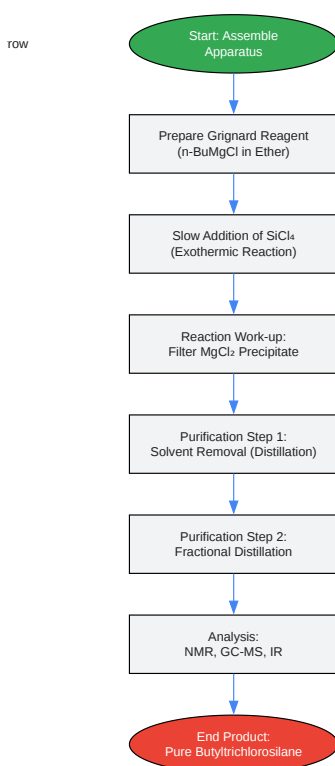 row
Start: Assemble
Apparatus
Prepare Grignard Reagent
(n-BuMgCl in Ether)
Slow Addition of SiCl₄
(Exothermic Reaction)
Reaction Work-up:
Filter MgCl₂ Precipitate
Purification Step 1:
Solvent Removal (Distillation)
Purification Step 2:
Fractional Distillation
Analysis:
NMR, GC-MS, IR
End Product:
Pure Butyltrichlorosilane